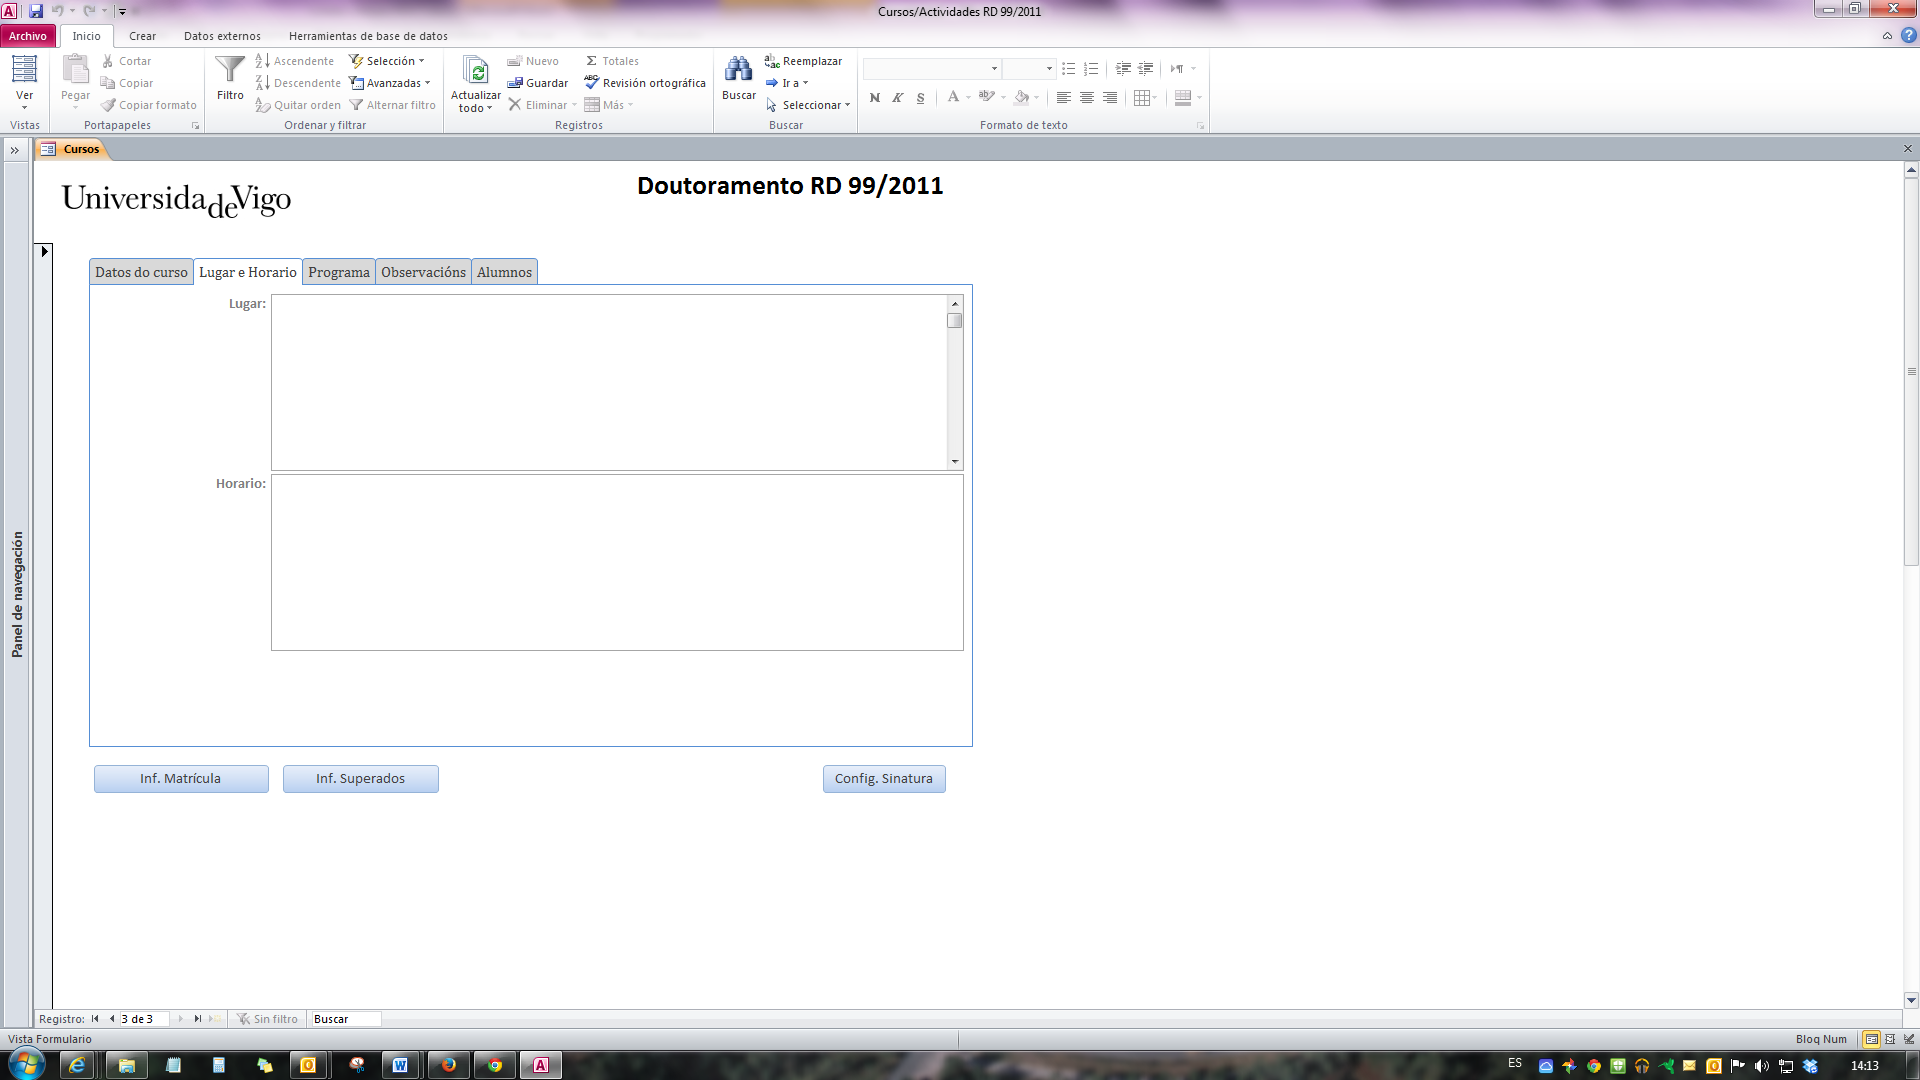 Cursos/Actividades RD 99/2011
Archivo Inicio Crear Datos externos Herramientas de base de datos
Ver
Vistas
Pegar
Cortar
Copiar
Copiar formato
Portapapeles
Filtro
Ascendente
Descendente
Quitar orden
Selección
Avanzadas
Alternar filtro
Ordenar y filtrar
Actualizar
todo
Nuevo
Guardar
Eliminar
Totales
Revisión ortográfica
Más
Registros
Buscar
Reemplazar
Ir a
Seleccionar
Buscar
N K S A
Formato de texto
Cursos
Panel de navegación
UniversidadeVigo
Doutoramento RD 99/2011
Datos do curso Lugar e Horario Programa Observacións Alumnos
Lugar:
Horario:
Inf. Matrícula Inf. Superados Config. Sinatura
Registro: 3 de 3 Sin filtro Buscar
Vista Formulario Bloq Num
ES 14:13